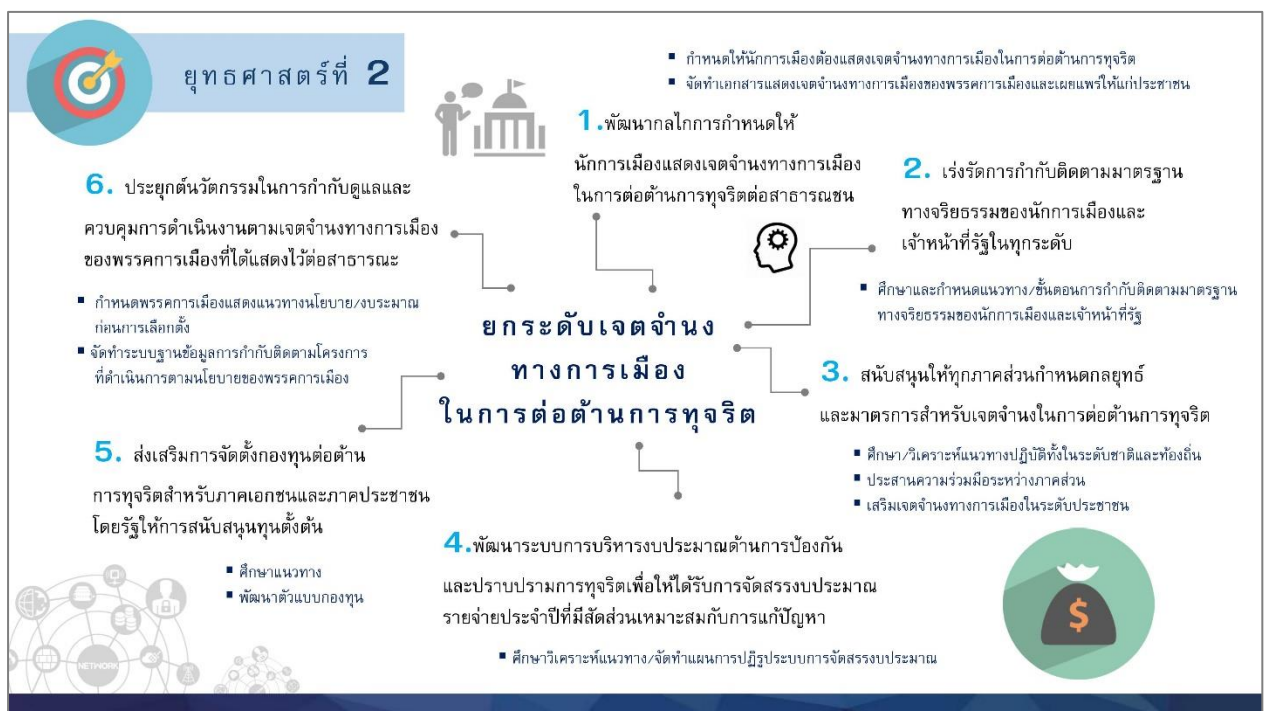 ยุทธศาสตร์ที่ 2
▪ กำหนดให้นักการเมืองต้องแสดงเจตจำนงทางการเมืองในการต่อต้านการทุจริต
▪ จัดทำเอกสารแสดงเจตจำนงทางการเมืองของพรรคการเมืองและเผยแพร่ให้แก่ประชาชน
1.พัฒนากลไกการกำหนดให้
นักการเมืองแสดงเจตจำนงทางการเมือง
ในการต่อต้านการทุจริตต่อสาธารณชน
2. เร่งรัดการกำกับติดตามมาตรฐาน
ทางจริยธรรมของนักการเมืองและ
เจ้าหน้าที่รัฐในทุกระดับ
▪ ศึกษาและกำหนดแนวทาง/ขั้นตอนการกำกับติดตามมาตรฐาน
ทางจริยธรรมของนักการเมืองและเจ้าหน้าที่รัฐ
ยกระดับเจตจำนง
ทางการเมือง
ในการต่อต้านการทุจริต
3. สนับสนุนให้ทุกภาคส่วนกำหนดกลยุทธ์
และมาตรการสำหรับเจตจำนงในการต่อต้านการทุจริต
▪ ศึกษา/วิเคราะห์แนวทางปฏิบัติทั้งในระดับชาติและท้องถิ่น
▪ ประสานความร่วมมือระหว่างภาคส่วน
▪ เสริมเจตจำนงทางการเมืองในระดับประชาชน
4.พัฒนาระบบการบริหารงบประมาณด้านการป้องกัน
และปราบปรามการทุจริตเพื่อให้ได้รับการจัดสรรงบประมาณ
รายจ่ายประจำปีที่มีสัดส่วนเหมาะสมกับการแก้ปัญหา
▪ ศึกษาวิเคราะห์แนวทาง/จัดทำแผนการปฏิรูประบบการจัดสรรงบประมาณ
5. ส่งเสริมการจัดตั้งกองทุนต่อต้าน
การทุจริตสำหรับภาคเอกชนและภาคประชาชน
โดยรัฐให้การสนับสนุนทุนตั้งต้น
▪ ศึกษาแนวทาง
▪ พัฒนาตัวแบบกองทุน
6. ประยุกต์นวัตกรรมในการกำกับดูแลและ
ควบคุมการดำเนินงานตามเจตจำนงทางการเมือง
ของพรรคการเมืองที่ได้แสดงไว้ต่อสาธารณะ
▪ กำหนดพรรคการเมืองแสดงแนวทางนโยบาย/งบประมาณ
ก่อนการเลือกตั้ง
▪ จัดทำระบบฐานข้อมูลการกำกับติดตามโครงการ
ที่ดำเนินการตามนโยบายของพรรคการเมือง
NETWORK
$